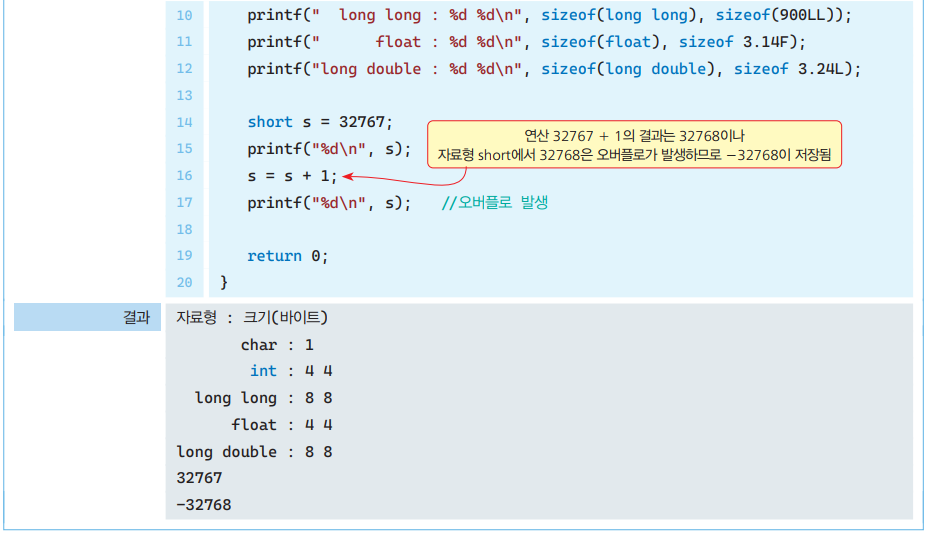 10 printf("  long long : %d %d\n", sizeof(long long), sizeof(900LL));
11 printf("      float : %d %d\n", sizeof(float), sizeof 3.14F);
12 printf("long double : %d %d\n", sizeof(long double), sizeof 3.24L);
13
14 short s = 32767;
연산 32767 + 1의 결과는 32768이나
15 printf("%d\n", s);
자료형 short에서 32768은 오버플로가 발생하므로 −32768이 저장됨
16 s = s + 1;
17 printf("%d\n", s); //오버플로 발생
18
19 return 0;
20 }
결과 자료형 : 크기(바이트)
char : 1
int : 4 4
long long : 8 8
float : 4 4
long double : 8 8
32767
−32768